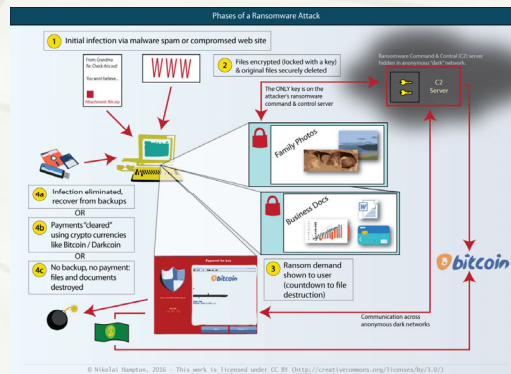 Phases of a Ransomware Attack
1 Initial infection via malware spam or compromsed web site
From: Grandma
Re: Check this out!
You wont believe...
Attachment: file.zip
WWW
2 Files encrypted (locked with a key)
& original files securely deleted
The ONLY key is on the
attacker's ransomware
command & control server
Ransomware Command & Control (C2) server
hidden in anonymous "dark" network.
C2
Server
Family Photos
Business Docs
4a Infection eliminated,
recover from backups
OR
4b Payments "cleared"
using crypto currencies
like Bitcoin / Darkcoin
OR
4c No backup, no payment:
files and documents
destroyed
3 Ransom demand
shown to user
(countdown to file
destruction)
bitcoin
bitcoin
Communication across
anonymous dark networks
© Nikolai Hampton, 2016 - This work is licensed under CC BY (http://creativecommons.org/licenses/by/3.0/)